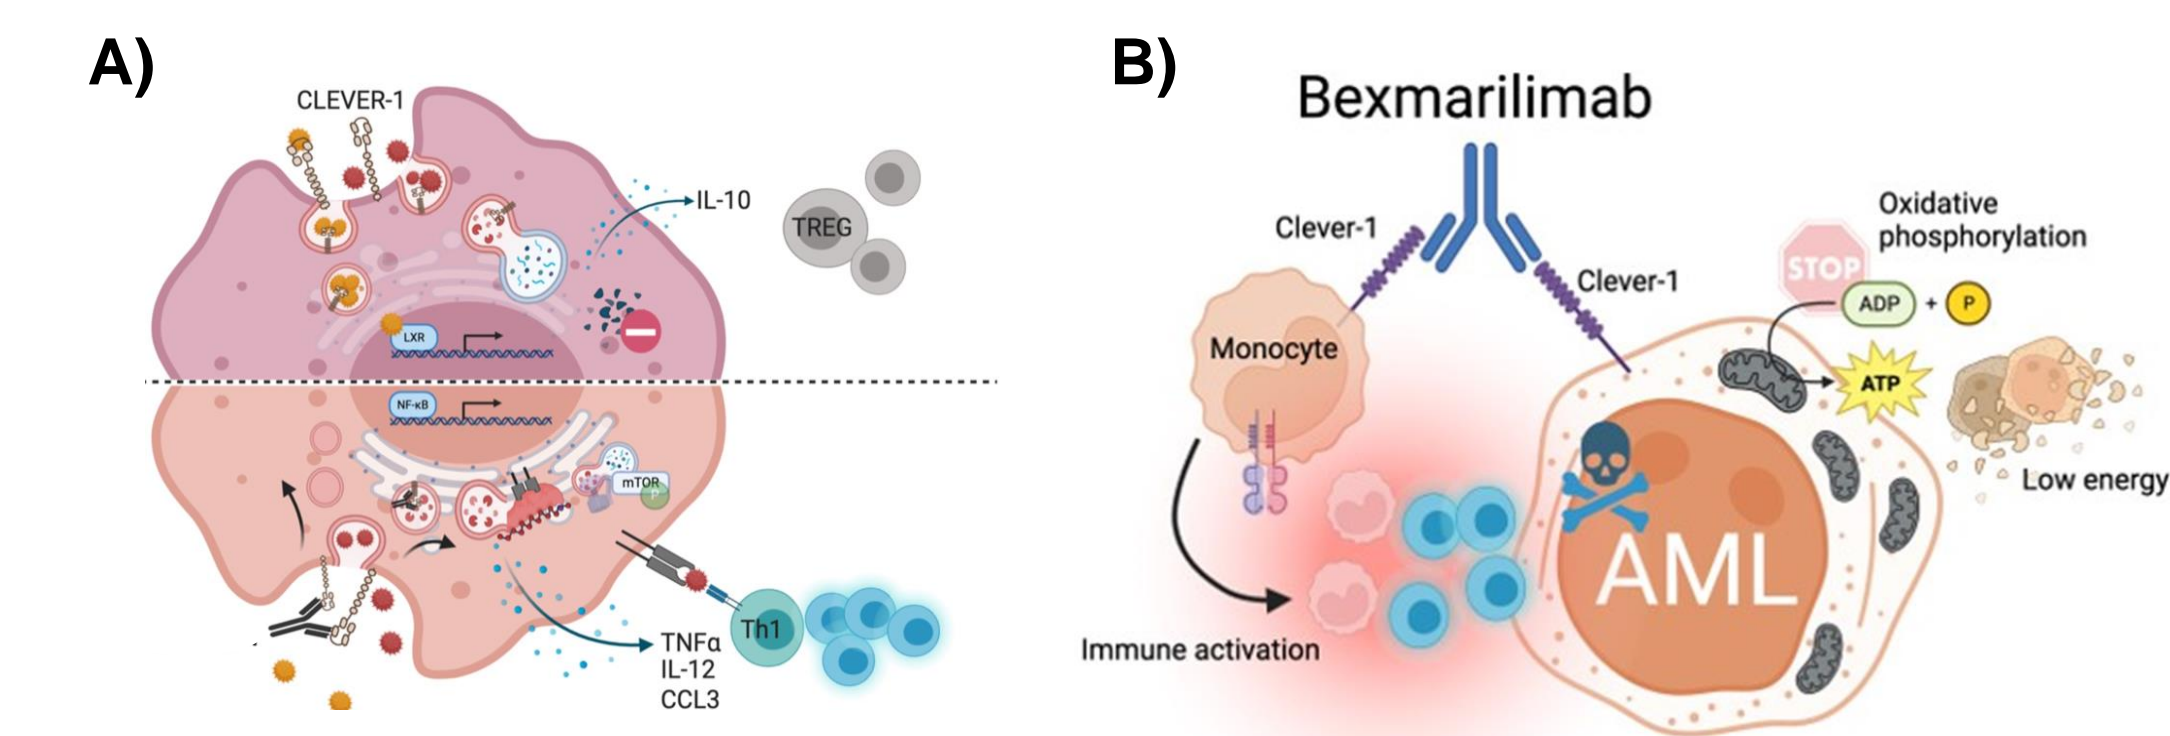 A)
CLEVER-1
IL-10
TREG
LXR
NF-κB
mTOR
P
Th1
TNFα
IL-12
CCL3
B)
Bexmarilimab
Clever-1
Clever-1
Monocyte
Immune activation
Oxidative
phosphorylation
STOP
ADP + P
ATP
Low energy
AML